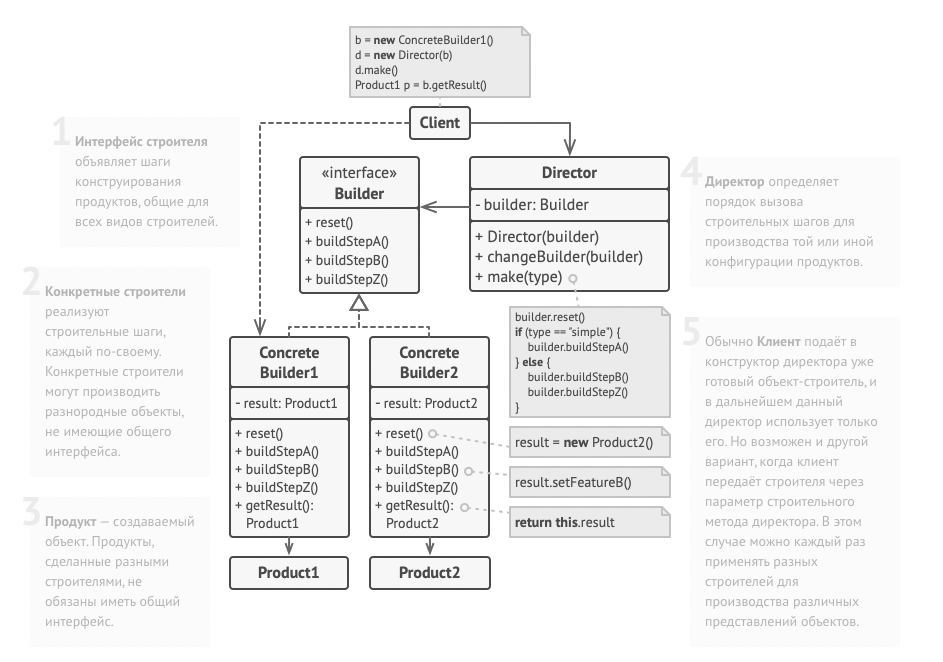 b = new ConcreteBuilder1()
d = new Director(b)
d.make()
Product1 p = b.getResult()
Client
1
Интерфейс строителя
объявляет шаги
конструирования
продуктов, общие для
всех видов строителей.
«interface»
Builder
+ reset()
+ buildStepA()
+ buildStepB()
+ buildStepZ()
Director
- builder: Builder
+ Director(builder)
+ changeBuilder(builder)
+ make(type)
4
Директор определяет
порядок вызова
строительных шагов для
производства той или иной
конфигурации продуктов.
2
Конкретные строители
реализуют
строительные шаги,
каждый по-своему.
Конкретные строители
могут производить
разнородные объекты,
не имеющие общего
интерфейса.
builder.reset()
if (type == "simple") {
builder.buildStepA()
} else {
builder.buildStepB()
builder.buildStepZ()
}
5
Обычно Клиент подаёт в
конструктор директора уже
готовый объект-строитель, и
в дальнейшем данный
директор использует только
его. Но возможен и другой
вариант, когда клиент
передаёт строителя через
параметр строительного
метода директора. В этом
случае можно каждый раз
применять разных
строителей для
производства различных
представлений объектов.
Concrete
Builder1
- result: Product1
+ reset()
+ buildStepA()
+ buildStepB()
+ buildStepZ()
+ getResult():
Product1
Concrete
Builder2
- result: Product2
+ reset()
+ buildStepA()
+ buildStepB()
+ buildStepZ()
+ getResult():
Product2
result = new Product2()
result.setFeatureB()
return this.result
3
Продукт — создаваемый
объект. Продукты,
сделанные разными
строителями, не
обязаны иметь общий
интерфейс.
Product1
Product2